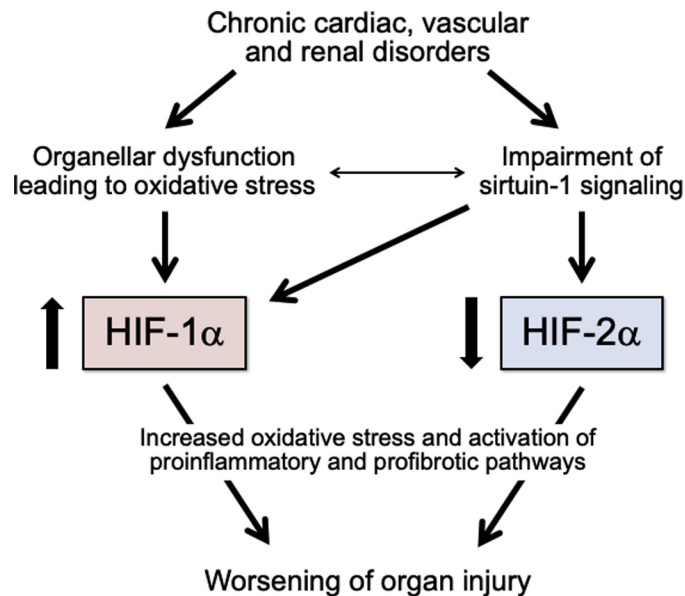 Chronic cardiac, vascular
and renal disorders
Organellar dysfunction
leading to oxidative stress
Impairment of
sirtuin-1 signaling
HIF-1α
HIF-2α
Increased oxidative stress and activation of
proinflammatory and profibrotic pathways
Worsening of organ injury